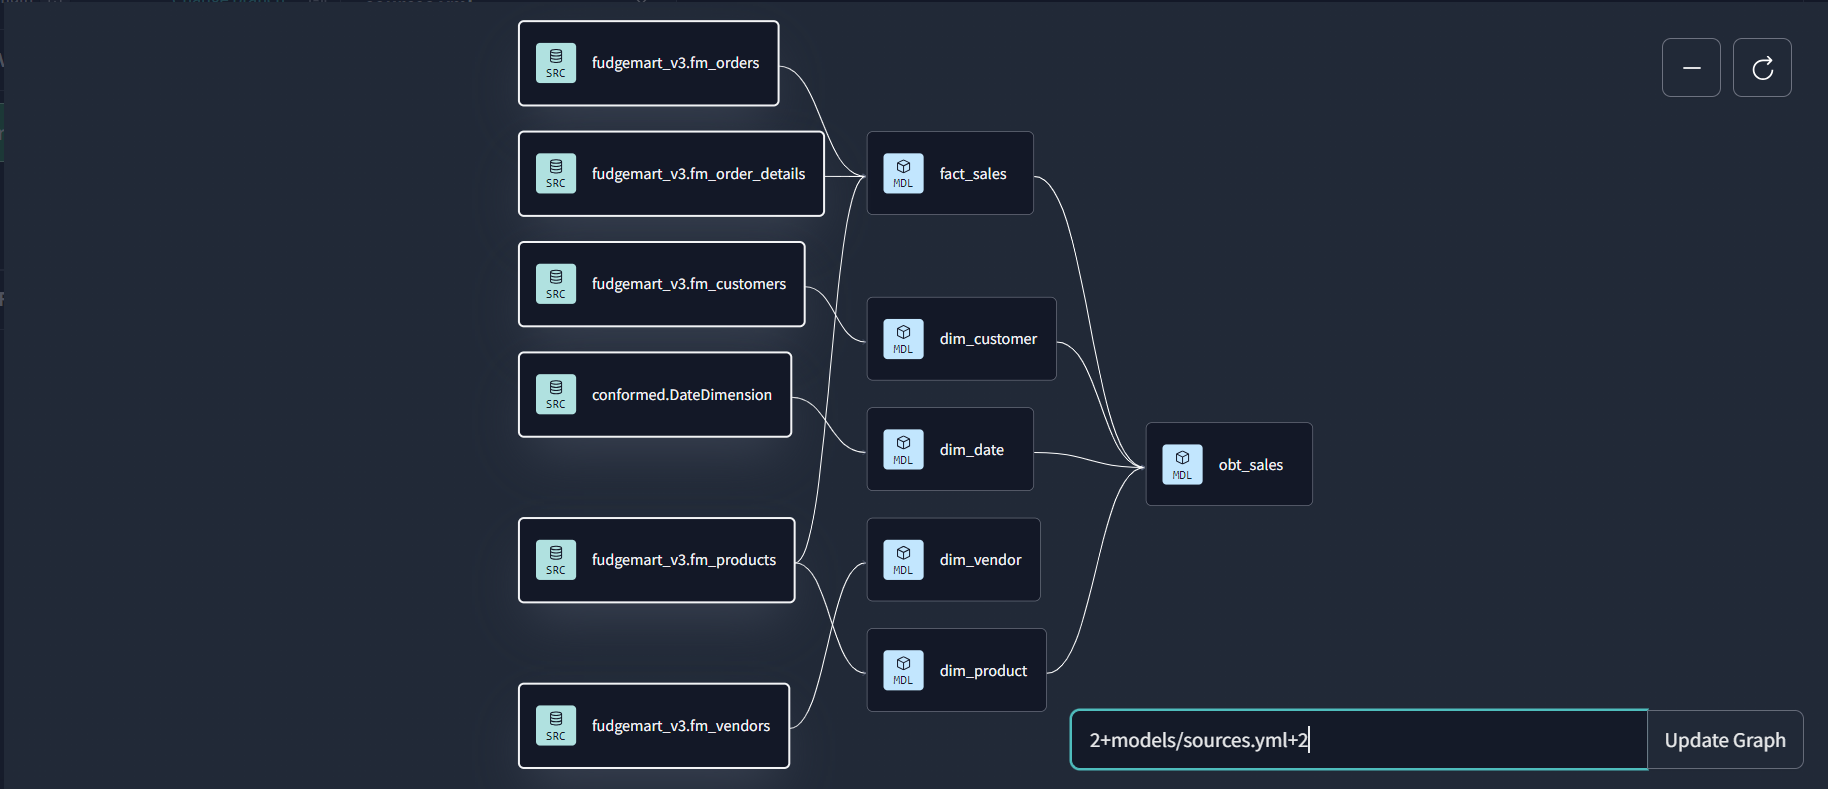 SRC
fudgemart_v3.fm_orders
SRC
fudgemart_v3.fm_order_details
MDL
fact_sales
SRC
fudgemart_v3.fm_customers
MDL
dim_customer
SRC
conformed.DateDimension
MDL
dim_date
MDL
obt_sales
SRC
fudgemart_v3.fm_products
MDL
dim_vendor
MDL
dim_product
SRC
fudgemart_v3.fm_vendors
2+models/sources.yml+2
Update Graph